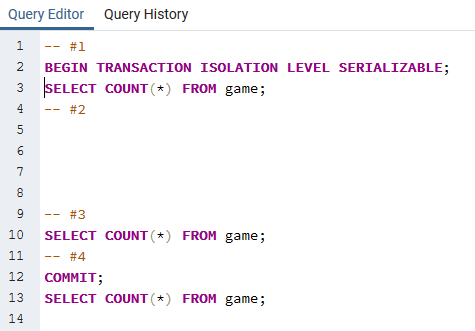 Query Editor Query History
1 -- #1
2 BEGIN TRANSACTION ISOLATION LEVEL SERIALIZABLE;
3 SELECT COUNT(*) FROM game;
4 -- #2
5
6
7
8
9 -- #3
10 SELECT COUNT(*) FROM game;
11 -- #4
12 COMMIT;
13 SELECT COUNT(*) FROM game;
14